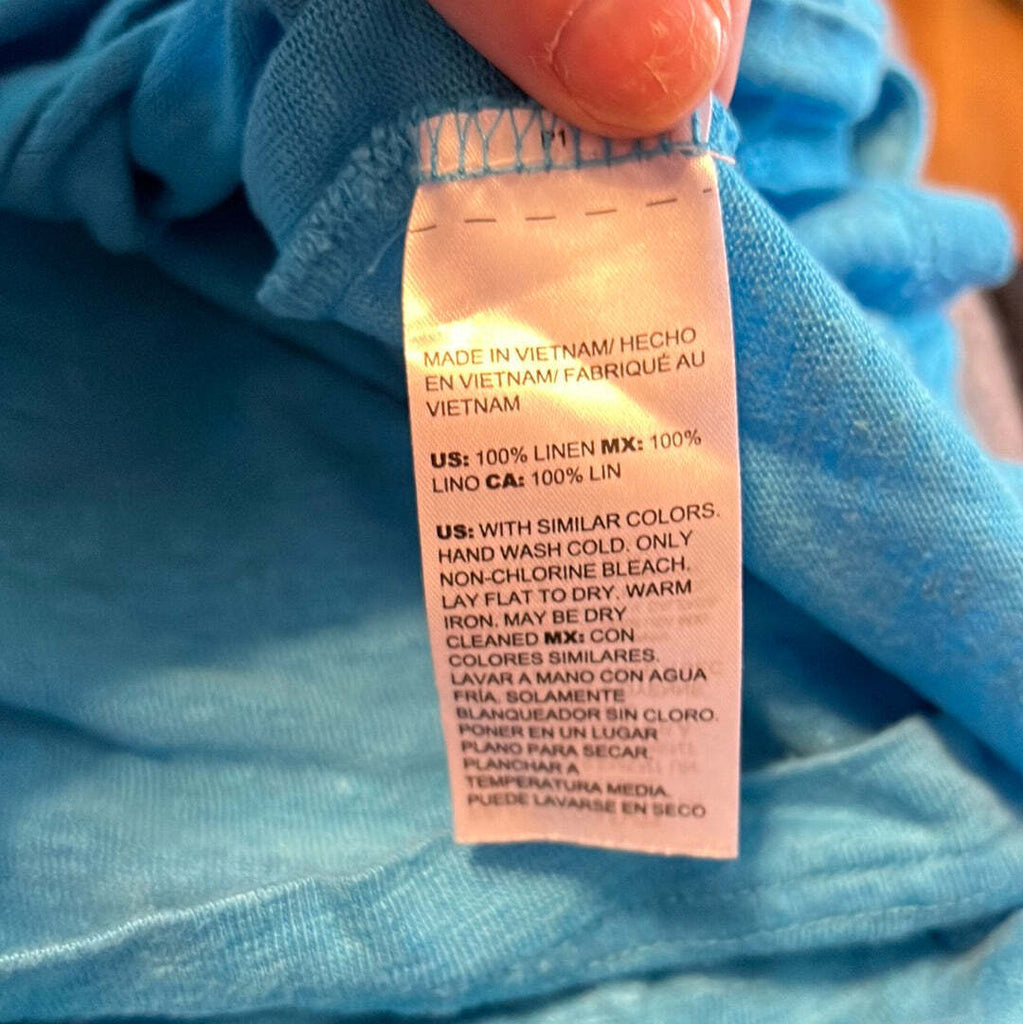 MADE IN VIETNAM/ HECHO
EN VIETNAM/ FABRIQUÉ AU
VIETNAM
US: 100% LINEN MX: 100%
LINO CA: 100% LIN
US: WITH SIMILAR COLORS.
HAND WASH COLD. ONLY
NON-CHLORINE BLEACH.
LAY FLAT TO DRY. WARM
IRON. MAY BE DRY
CLEANED MX: CON
COLORES SIMILARES.
LAVAR A MANO CON AGUA
FRÍA. SOLAMENTE
BLANQUEADOR SIN CLORO.
PONER EN UN LUGAR
PLANO PARA SECAR.
PLANCHAR A
TEMPERATURA MEDIA.
PUEDE LAVARSE EN SECO